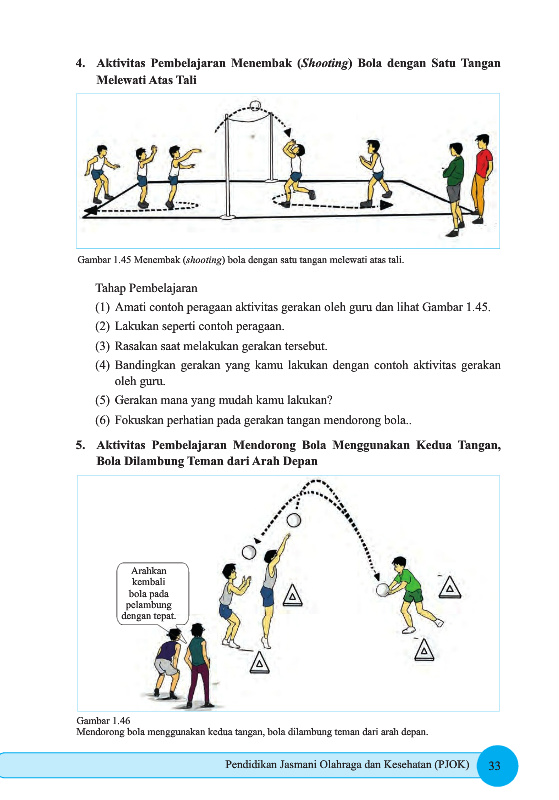 4. Aktivitas Pembelajaran Menembak (Shooting) Bola dengan Satu Tangan
Melewati Atas Tali
Gambar 1.45 Menembak (shooting) bola dengan satu tangan melewati atas tali.
Tahap Pembelajaran
(1) Amati contoh peragaan aktivitas gerakan oleh guru dan lihat Gambar 1.45.
(2) Lakukan seperti contoh peragaan.
(3) Rasakan saat melakukan gerakan tersebut.
(4) Bandingkan gerakan yang kamu lakukan dengan contoh aktivitas gerakan
oleh guru.
(5) Gerakan mana yang mudah kamu lakukan?
(6) Fokuskan perhatian pada gerakan tangan mendorong bola..
5. Aktivitas Pembelajaran Mendorong Bola Menggunakan Kedua Tangan,
Bola Dilambung Teman dari Arah Depan
Arahkan
kembali
bola pada
pelambung
dengan tepat.
Gambar 1.46
Mendorong bola menggunakan kedua tangan, bola dilambung teman dari arah depan.
Pendidikan Jasmani Olahraga dan Kesehatan (PJOK) 33